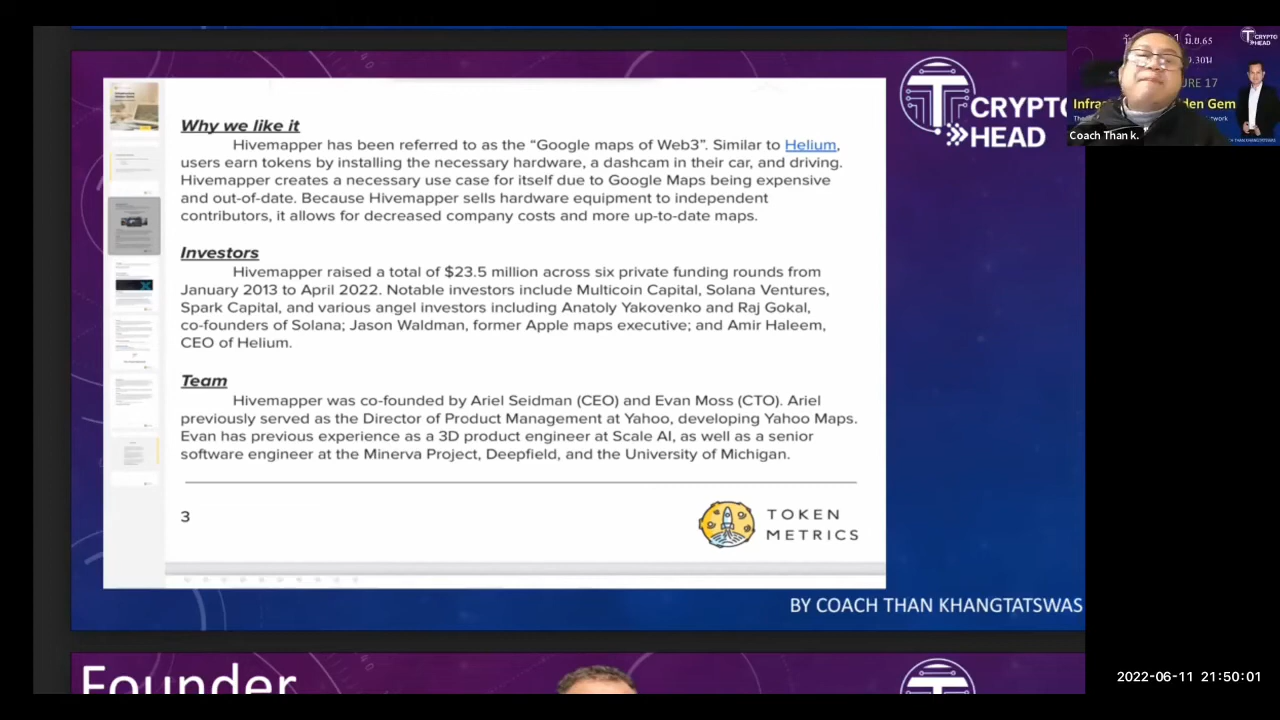 Why we like it
Hivemapper has been referred to as the “Google maps of Web3”. Similar to Helium,
users earn tokens by installing the necessary hardware, a dashcam in their car, and driving.
Hivemapper creates a necessary use case for itself due to Google Maps being expensive
and out-of-date. Because Hivemapper sells hardware equipment to independent
contributors, it allows for decreased company costs and more up-to-date maps.
Investors
Hivemapper raised a total of $23.5 million across six private funding rounds from
January 2013 to April 2022. Notable investors include Multicoin Capital, Solana Ventures,
Spark Capital, and various angel investors including Anatoly Yakovenko and Raj Gokal,
co-founders of Solana; Jason Waldman, former Apple maps executive; and Amir Haleem,
CEO of Helium.
Team
Hivemapper was co-founded by Ariel Seidman (CEO) and Evan Moss (CTO). Ariel
previously served as the Director of Product Management at Yahoo, developing Yahoo Maps.
Evan has previous experience as a 3D product engineer at Scale AI, as well as a senior
software engineer at the Minerva Project, Deepfield, and the University of Michigan.
3
TOKEN
METRICS
CRYPTO
HEAD
มิ.ย.65
CRYPTO
HEAD
URE 17
Infras
den Gem
Coach Than k.
BY COACH THAN KHANGTATSWAS
Founder
2022-06-11 21:50:01